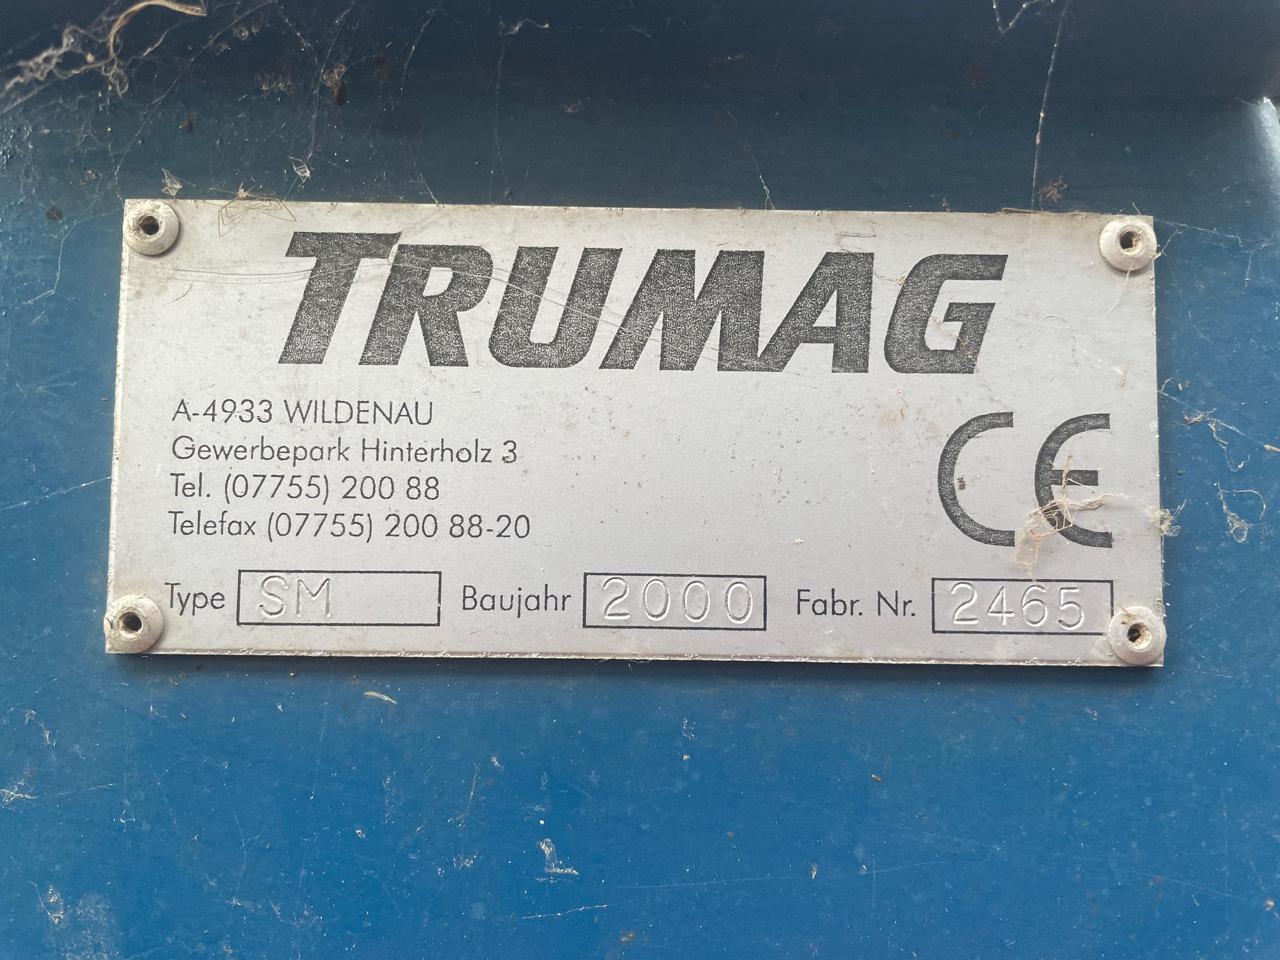 TRUMAG
A-4933 WILDENAU
Gewerbepark Hinterholz 3
Tel. (07755) 200 88
Telefax (07755) 200 88-20
CE
Type SM Baujahr 2000 Fabr. Nr. 2465